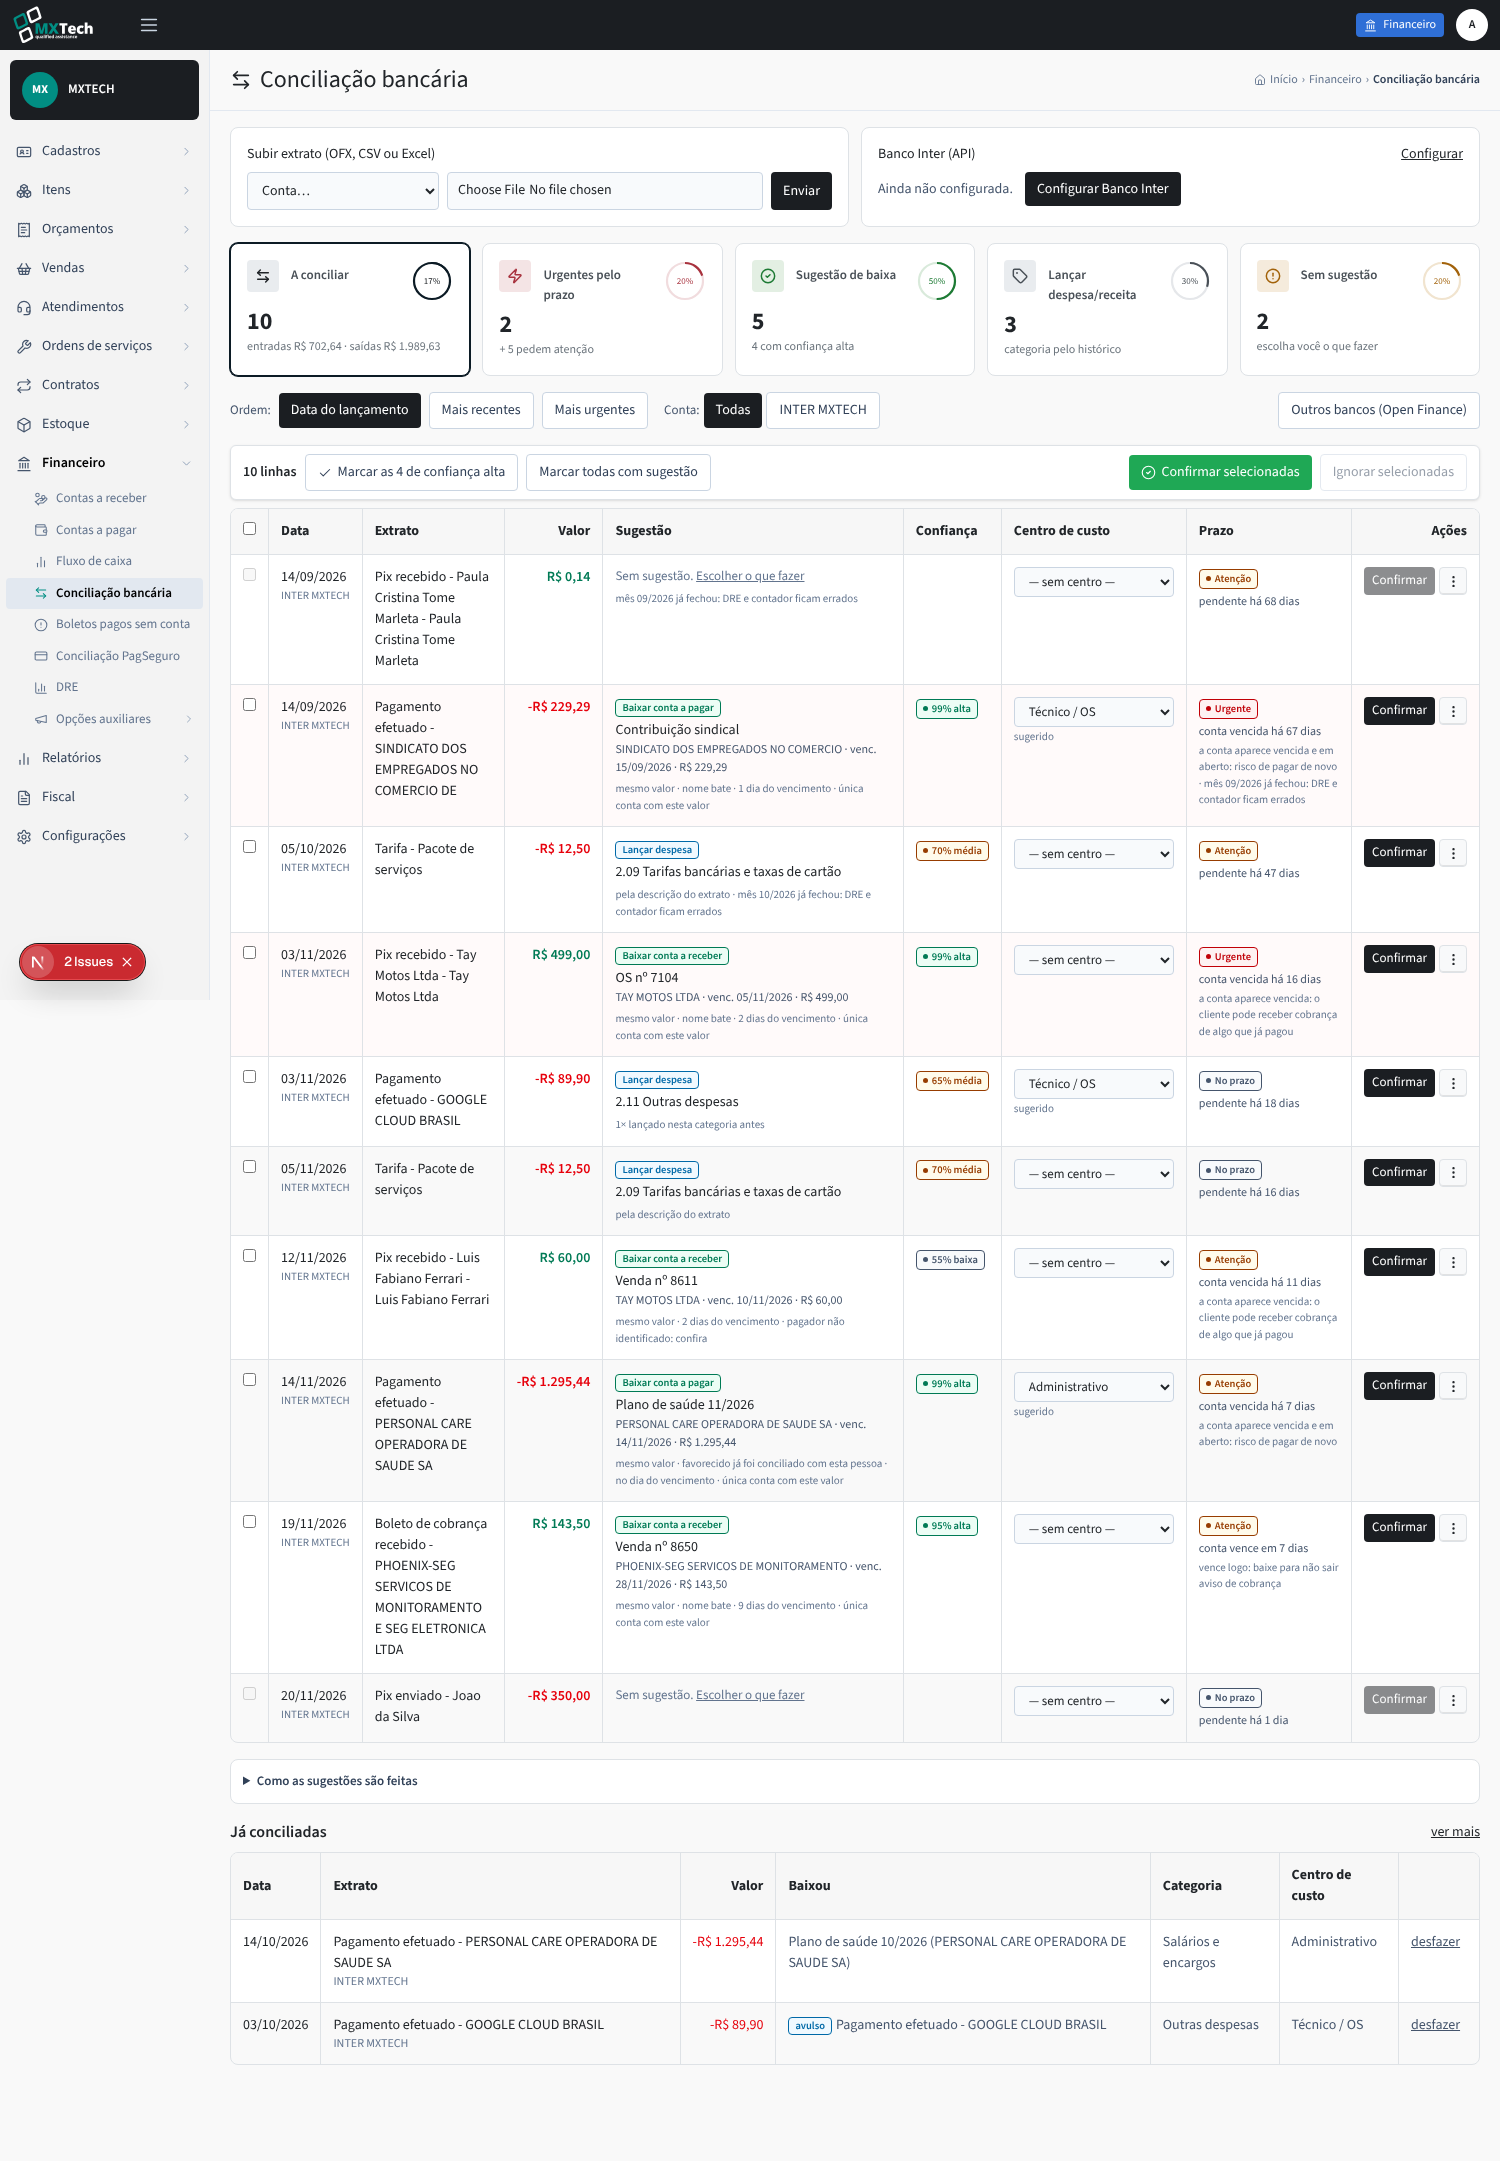 MXTech
qualified assistance
Financeiro
A
MX MXTECH
Cadastros
Itens
Orçamentos
Vendas
Atendimentos
Ordens de serviços
Contratos
Estoque
Financeiro
Contas a receber
Contas a pagar
Fluxo de caixa
Conciliação bancária
Boletos pagos sem conta
Conciliação PagSeguro
DRE
Opções auxiliares
Relatórios
Fiscal
Configurações
N 2 Issues
Conciliação bancária
Início › Financeiro › Conciliação bancária
Subir extrato (OFX, CSV ou Excel)
Conta... Choose File No file chosen Enviar
Banco Inter (API) Configurar
Ainda não configurada. Configurar Banco Inter
A conciliar 17%
10
entradas R$ 702,64 · saídas R$ 1.989,63
Urgentes pelo
prazo
20%
2
+ 5 pedem atenção
Sugestão de baixa 50%
5
4 com confiança alta
Lançar
despesa/receita
30%
3
categoria pelo histórico
Sem sugestão 20%
2
escolha você o que fazer
Ordem: Data do lançamento Mais recentes Mais urgentes Conta: Todas INTER MXTECH Outros bancos (Open Finance)
10 linhas Marcar as 4 de confiança alta Marcar todas com sugestão Confirmar selecionadas Ignorar selecionadas
Data Extrato Valor Sugestão Confiança Centro de custo Prazo Ações
14/09/2026
INTER MXTECH
Pix recebido - Paula
Cristina Tome
Marleta - Paula
Cristina Tome
Marleta
R$ 0,14
Sem sugestão. Escolher o que fazer
mês 09/2026 já fechou: DRE e contador ficam errados
— sem centro —
Atenção
pendente há 68 dias
Confirmar
14/09/2026
INTER MXTECH
Pagamento
efetuado -
SINDICATO DOS
EMPREGADOS NO
COMERCIO DE
-R$ 229,29
Baixar conta a pagar
Contribuição sindical
SINDICATO DOS EMPREGADOS NO COMERCIO · venc.
15/09/2026 · R$ 229,29
mesmo valor · nome bate · 1 dia do vencimento · única
conta com este valor
99% alta
Técnico / OS
sugerido
Urgente
conta vencida há 67 dias
a conta aparece vencida e em
aberto: risco de pagar de novo
· mês 09/2026 já fechou: DRE e
contador ficam errados
Confirmar
05/10/2026
INTER MXTECH
Tarifa - Pacote de
serviços
-R$ 12,50
Lançar despesa
2.09 Tarifas bancárias e taxas de cartão
pela descrição do extrato · mês 10/2026 já fechou: DRE e
contador ficam errados
70% média
— sem centro —
Atenção
pendente há 47 dias
Confirmar
03/11/2026
INTER MXTECH
Pix recebido - Tay
Motos Ltda - Tay
Motos Ltda
R$ 499,00
Baixar conta a receber
OS nº 7104
TAY MOTOS LTDA · venc. 05/11/2026 · R$ 499,00
mesmo valor · nome bate · 2 dias do vencimento · única
conta com este valor
99% alta
— sem centro —
Urgente
conta vencida há 16 dias
a conta aparece vencida: o
cliente pode receber cobrança
de algo que já pagou
Confirmar
03/11/2026
INTER MXTECH
Pagamento
efetuado - GOOGLE
CLOUD BRASIL
-R$ 89,90
Lançar despesa
2.11 Outras despesas
1× lançado nesta categoria antes
65% média
Técnico / OS
sugerido
No prazo
pendente há 18 dias
Confirmar
05/11/2026
INTER MXTECH
Tarifa - Pacote de
serviços
-R$ 12,50
Lançar despesa
2.09 Tarifas bancárias e taxas de cartão
pela descrição do extrato
70% média
— sem centro —
No prazo
pendente há 16 dias
Confirmar
12/11/2026
INTER MXTECH
Pix recebido - Luis
Fabiano Ferrari -
Luis Fabiano Ferrari
R$ 60,00
Baixar conta a receber
Venda nº 8611
TAY MOTOS LTDA · venc. 10/11/2026 · R$ 60,00
mesmo valor · 2 dias do vencimento · pagador não
identificado: confira
55% baixa
— sem centro —
Atenção
conta vencida há 11 dias
a conta aparece vencida: o
cliente pode receber cobrança
de algo que já pagou
Confirmar
14/11/2026
INTER MXTECH
Pagamento
efetuado -
PERSONAL CARE
OPERADORA DE
SAUDE SA
-R$ 1.295,44
Baixar conta a pagar
Plano de saúde 11/2026
PERSONAL CARE OPERADORA DE SAUDE SA · venc.
14/11/2026 · R$ 1.295,44
mesmo valor · favorecido já foi conciliado com esta pessoa ·
no dia do vencimento · única conta com este valor
99% alta
Administrativo
sugerido
Atenção
conta vencida há 7 dias
a conta aparece vencida e em
aberto: risco de pagar de novo
Confirmar
19/11/2026
INTER MXTECH
Boleto de cobrança
recebido -
PHOENIX-SEG
SERVICOS DE
MONITORAMENTO
E SEG ELETRONICA
LTDA
R$ 143,50
Baixar conta a receber
Venda nº 8650
PHOENIX-SEG SERVICOS DE MONITORAMENTO · venc.
28/11/2026 · R$ 143,50
mesmo valor · nome bate · 9 dias do vencimento · única
conta com este valor
95% alta
— sem centro —
Atenção
conta vence em 7 dias
vence logo: baixe para não sair
aviso de cobrança
Confirmar
20/11/2026
INTER MXTECH
Pix enviado - Joao
da Silva
-R$ 350,00
Sem sugestão. Escolher o que fazer
— sem centro —
No prazo
pendente há 1 dia
Confirmar
Como as sugestões são feitas
Já conciliadas ver mais
Data Extrato Valor Baixou Categoria Centro de
custo
14/10/2026
Pagamento efetuado - PERSONAL CARE OPERADORA DE
SAUDE SA
INTER MXTECH
-R$ 1.295,44
Plano de saúde 10/2026 (PERSONAL CARE OPERADORA DE
SAUDE SA)
Salários e
encargos
Administrativo
desfazer
03/10/2026
Pagamento efetuado - GOOGLE CLOUD BRASIL
INTER MXTECH
-R$ 89,90
avulso Pagamento efetuado - GOOGLE CLOUD BRASIL
Outras despesas
Técnico / OS
desfazer